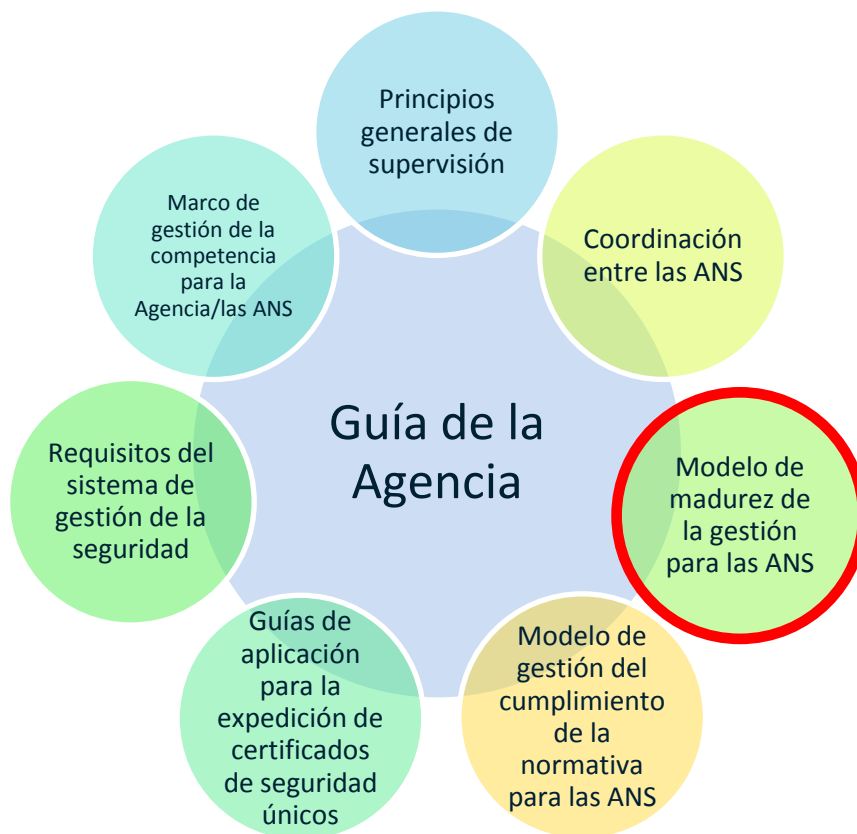 Principios
generales de
supervisión
Coordinación
entre las ANS
Modelo de
madurez de
la gestión
para las ANS
Modelo de
gestión del
cumplimiento
de la
normativa
para las ANS
Guías de
aplicación
para la
expedición de
certificados
de seguridad
únicos
Requisitos del
sistema de
gestión de la
seguridad
Marco de
gestión de la
competencia
para la
Agencia/las ANS
Guía de la
Agencia